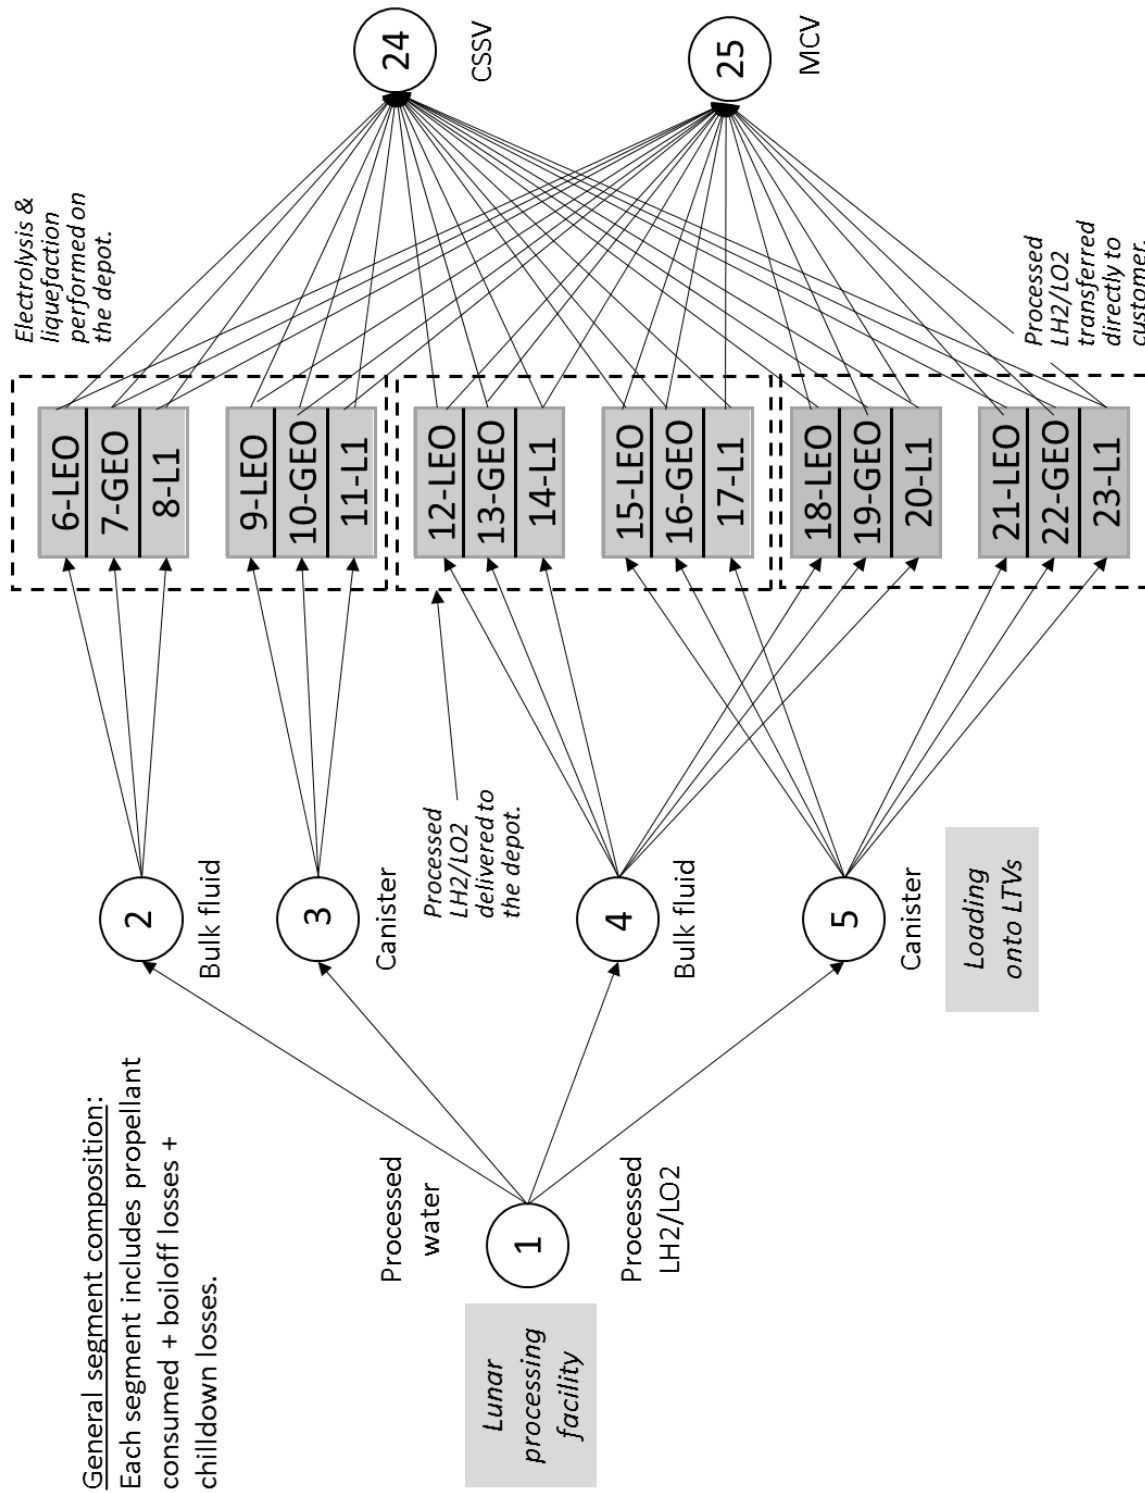 General segment composition:
Each segment includes propellant
consumed + boiloff losses +
chilldown losses.
Lunar
processing
facility
1
Processed
water
Processed
LH2/LO2
2
Bulk fluid
3
Canister
4
Bulk fluid
5
Canister
Loading
onto LTVs
Processed
LH2/LO2
delivered to
the depot.
6-LEO
7-GEO
8-L1
9-LEO
10-GEO
11-L1
12-LEO
13-GEO
14-L1
15-LEO
16-GEO
17-L1
18-LEO
19-GEO
20-L1
21-LEO
22-GEO
23-L1
Electrolysis &
liquefaction
performed on
the depot.
Processed
LH2/LO2
transferred
directly to
customer.
24
CSSV
25
MCV